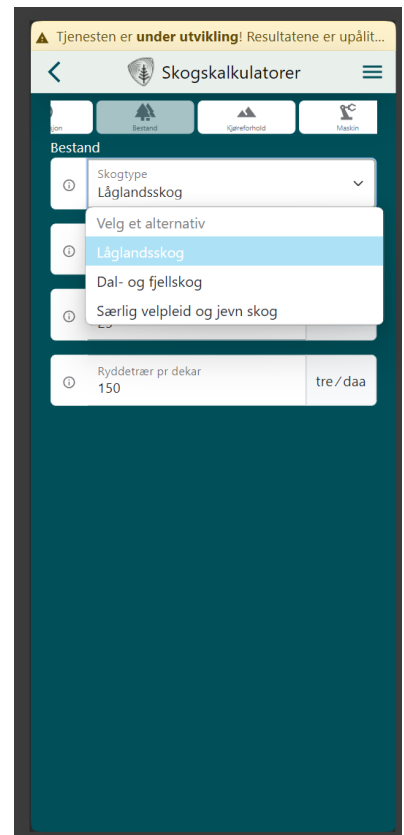 Tjenesten er under utvikling! Resultatene er upålit...
Skogskalkulatorer
jon
Bestand
Kjøreforhold
Maskin
Bestand
Skogtype
Låglandsskog
Velg et alternativ
Låglandsskog
Dal- og fjellskog
Særlig velpleid og jevn skog
Ryddetrær pr dekar
150
tre/daa